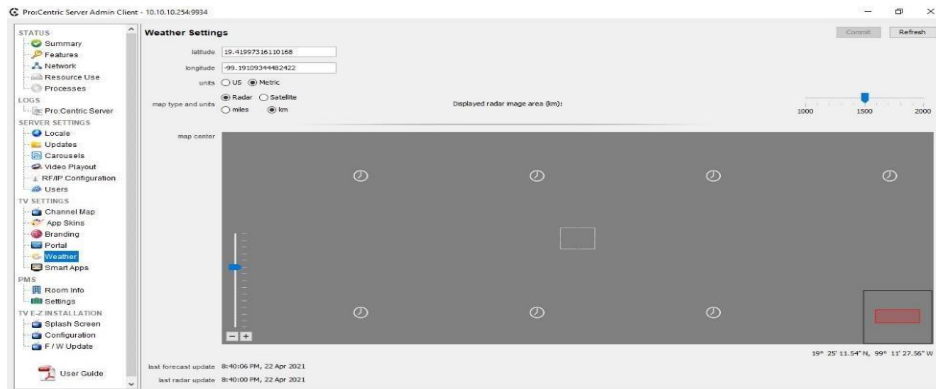 Pro:Centric Server Admin Client - 10.10.10.254:9934
STATUS
Summary
Features
Network
Resource Use
Processes
LOGS
Pro:Centric Server
SERVER SETTINGS
Locale
Updates
Carousels
Video Playout
RF/IP Configuration
Users
TV SETTINGS
Channel Map
App Skins
Branding
Portal
Weather
Smart Apps
PMS
Room Info
Settings
TV E-Z INSTALLATION
Splash Screen
Configuration
F / W Update
User Guide
Weather Settings
Commit Refresh
latitude 19.41997316110168
longitude -99.19109344482422
units US Metric
map type and units Radar Satellite
miles km
Displayed radar image area (km):
1000 1500 2000
map center
19° 25' 11.54" N, 99° 11' 27.56" W
last forecast update 8:40:06 PM, 22 Apr 2021
last radar update 8:40:00 PM, 22 Apr 2021